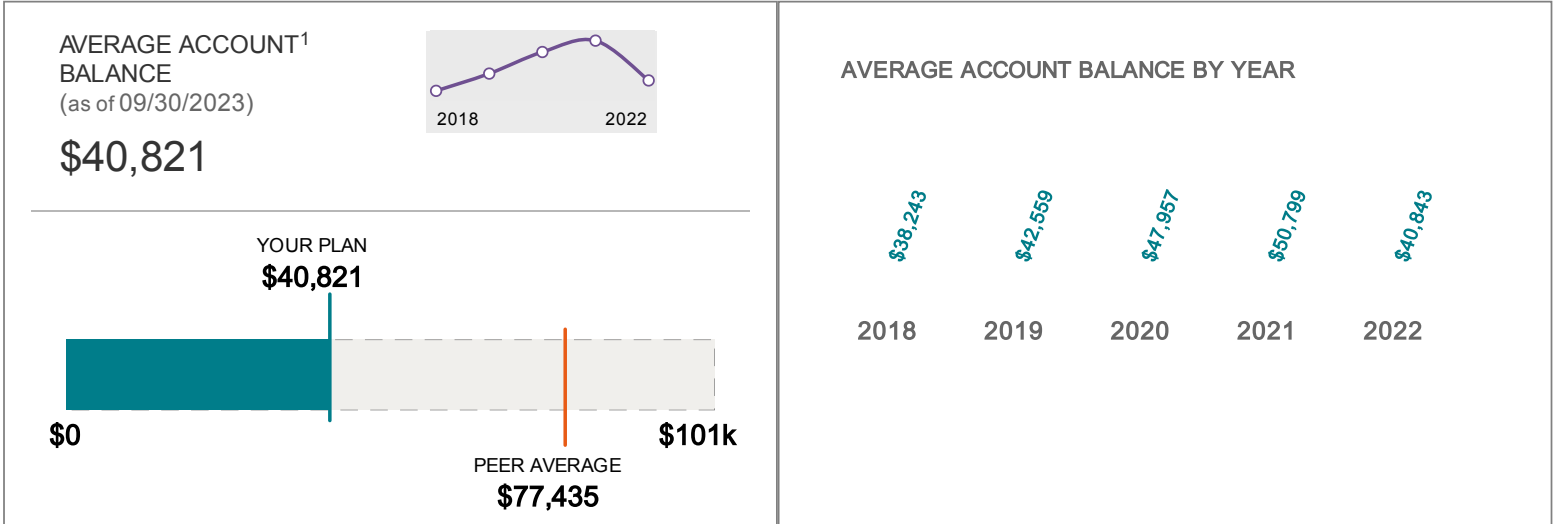 AVERAGE ACCOUNT1
BALANCE
(as of 09/30/2023)
$40,821
2018 2022
YOUR PLAN
$40,821
$0 $101k
PEER AVERAGE
$77,435
AVERAGE ACCOUNT BALANCE BY YEAR
$38,243 $42,559 $47,957 $50,799 $40,843
2018 2019 2020 2021 2022